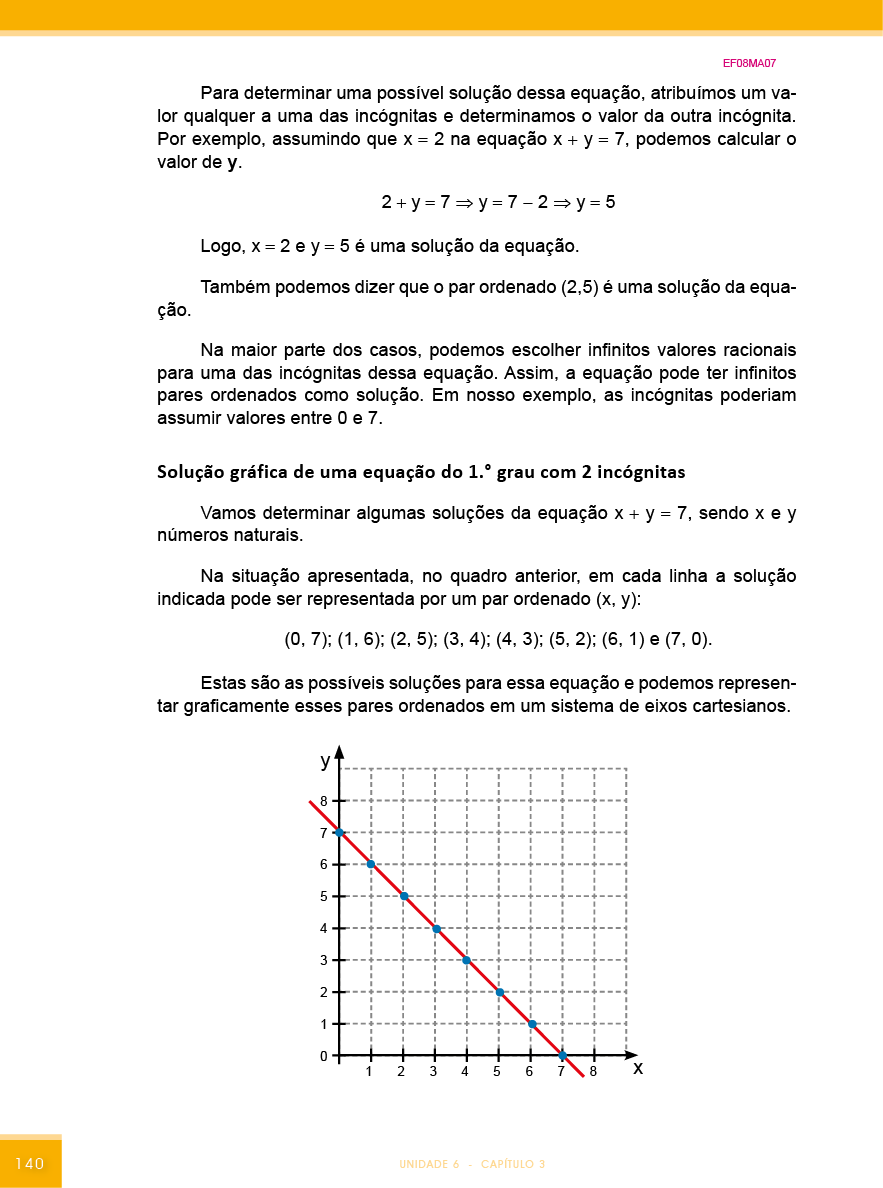 EF08MA07
Para determinar uma possível solução dessa equação, atribuímos um va-
lor qualquer a uma das incógnitas e determinamos o valor da outra incógnita.
Por exemplo, assumindo que x = 2 na equação x + y = 7, podemos calcular o
valor de y.
2 + y = 7 ⇒ y = 7 – 2 ⇒ y = 5
Logo, x = 2 e y = 5 é uma solução da equação.
Também podemos dizer que o par ordenado (2,5) é uma solução da equa-
ção.
Na maior parte dos casos, podemos escolher infinitos valores racionais
para uma das incógnitas dessa equação. Assim, a equação pode ter infinitos
pares ordenados como solução. Em nosso exemplo, as incógnitas poderiam
assumir valores entre 0 e 7.
Solução gráfica de uma equação do 1.° grau com 2 incógnitas
Vamos determinar algumas soluções da equação x + y = 7, sendo x e y
números naturais.
Na situação apresentada, no quadro anterior, em cada linha a solução
indicada pode ser representada por um par ordenado (x, y):
(0, 7); (1, 6); (2, 5); (3, 4); (4, 3); (5, 2); (6, 1) e (7, 0).
Estas são as possíveis soluções para essa equação e podemos represen-
tar graficamente esses pares ordenados em um sistema de eixos cartesianos.
y
8
7
6
5
4
3
2
1
0
1 2 3 4 5 6 7 8 x
140
UNIDADE 6 - CAPÍTULO 3